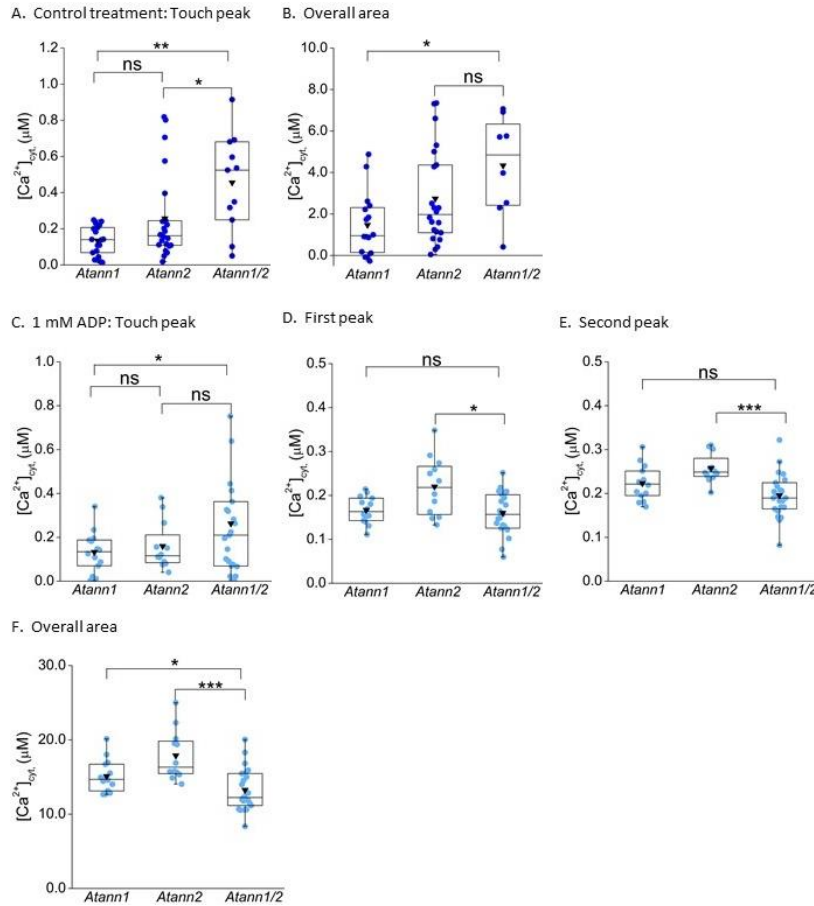 A. Control treatment: Touch peak
B. Overall area
[Ca²⁺]cyt. (μM)
1.2
1.0
0.8
0.6
0.4
0.2
0.0
**
ns
*
Atann1 Atann2 Atann1/2
[Ca²⁺]cyt. (μM)
10.0
8.0
6.0
4.0
2.0
0.0
*
ns
Atann1 Atann2 Atann1/2
C. 1 mM ADP: Touch peak
D. First peak
E. Second peak
[Ca²⁺]cyt. (μM)
1.0
0.8
0.6
0.4
0.2
0.0
*
ns
ns
Atann1 Atann2 Atann1/2
[Ca²⁺]cyt. (μM)
0.5
0.4
0.3
0.2
0.1
0.0
ns
*
Atann1 Atann2 Atann1/2
[Ca²⁺]cyt. (μM)
0.5
0.4
0.3
0.2
0.1
0.0
ns
***
Atann1 Atann2 Atann1/2
F. Overall area
[Ca²⁺]cyt. (μM)
30.0
20.0
10.0
0.0
*
***
Atann1 Atann2 Atann1/2